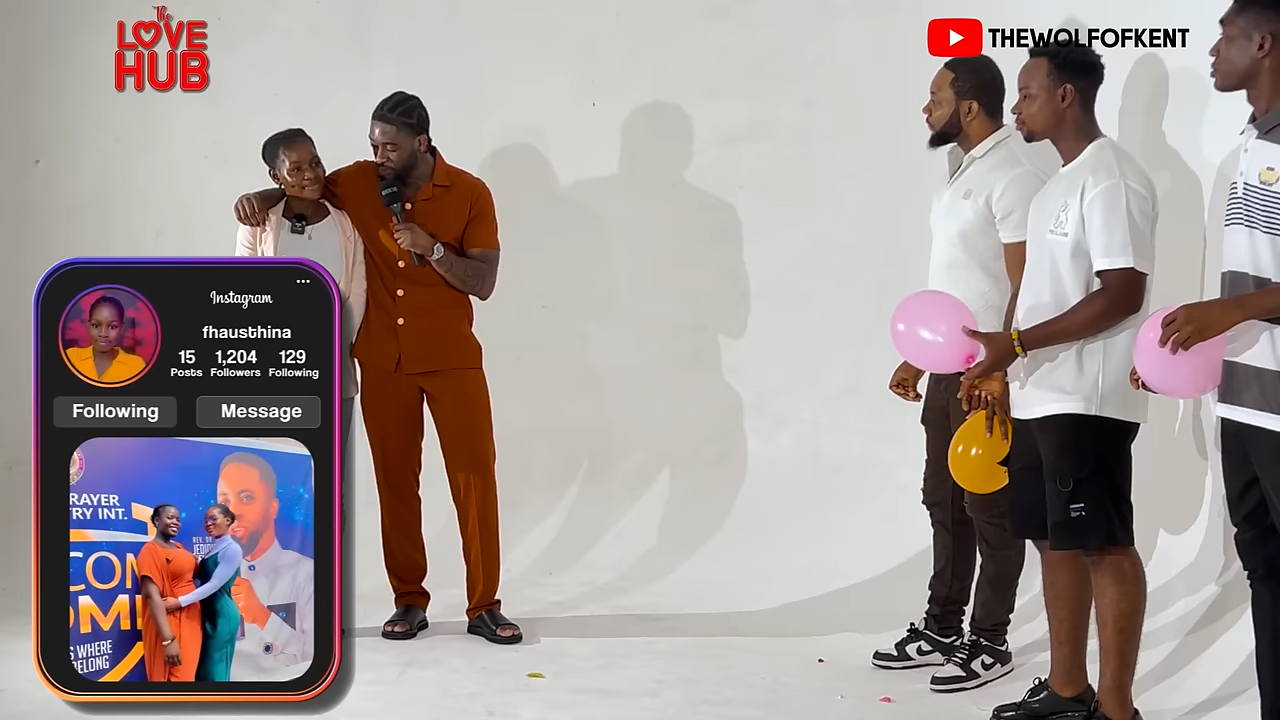 The
LOVE
HUB
THEWOLFOFKENT
Instagram
fhausthina
15 1,204 129
Posts Followers Following
Following Message
RAYER
TRY INT.
COM
OME
S WHERE
ELONG